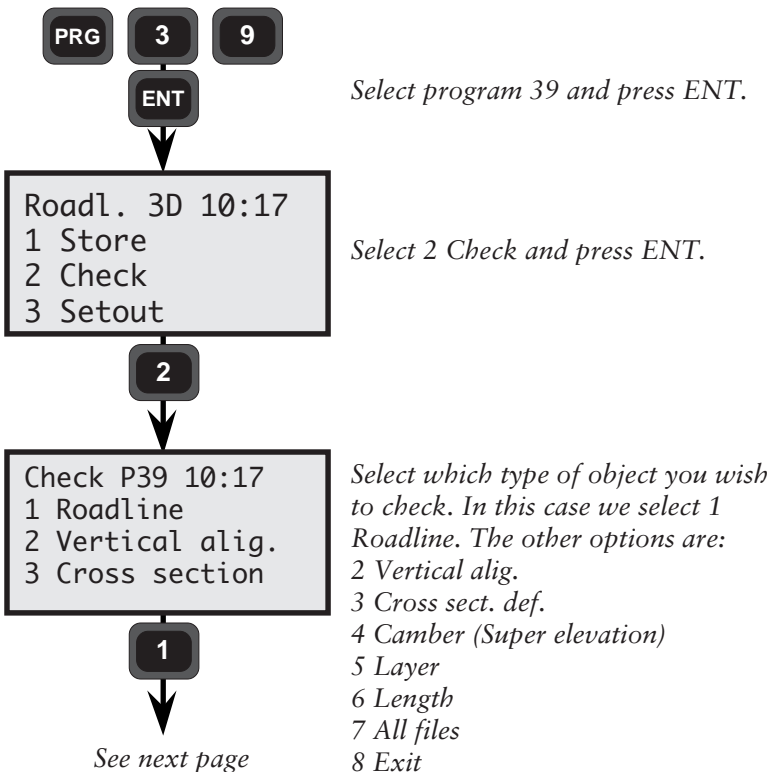 PRG 3 9
ENT
Select program 39 and press ENT.
Roadl. 3D 10:17
1 Store
2 Check
3 Setout
Select 2 Check and press ENT.
2
Check P39 10:17
1 Roadline
2 Vertical alig.
3 Cross section
Select which type of object you wish
to check. In this case we select 1
Roadline. The other options are:
2 Vertical alig.
3 Cross sect. def.
4 Camber (Super elevation)
5 Layer
6 Length
7 All files
8 Exit
1
See next page